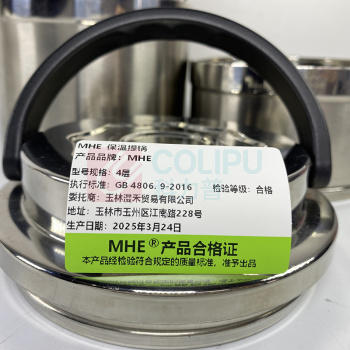 MHE 保温提锅
产品品牌：MHE
型号规格：4层
执行标准：GB 4806.9-2016 检验等级：合格
委托商：玉林澀禾贸易有限公司
地址：玉林市玉州区江南路228号
生产日期：2025年3月24日
MHE®产品合格证
本产品经检验符合规定的质量标准，准予出品
COLIPU